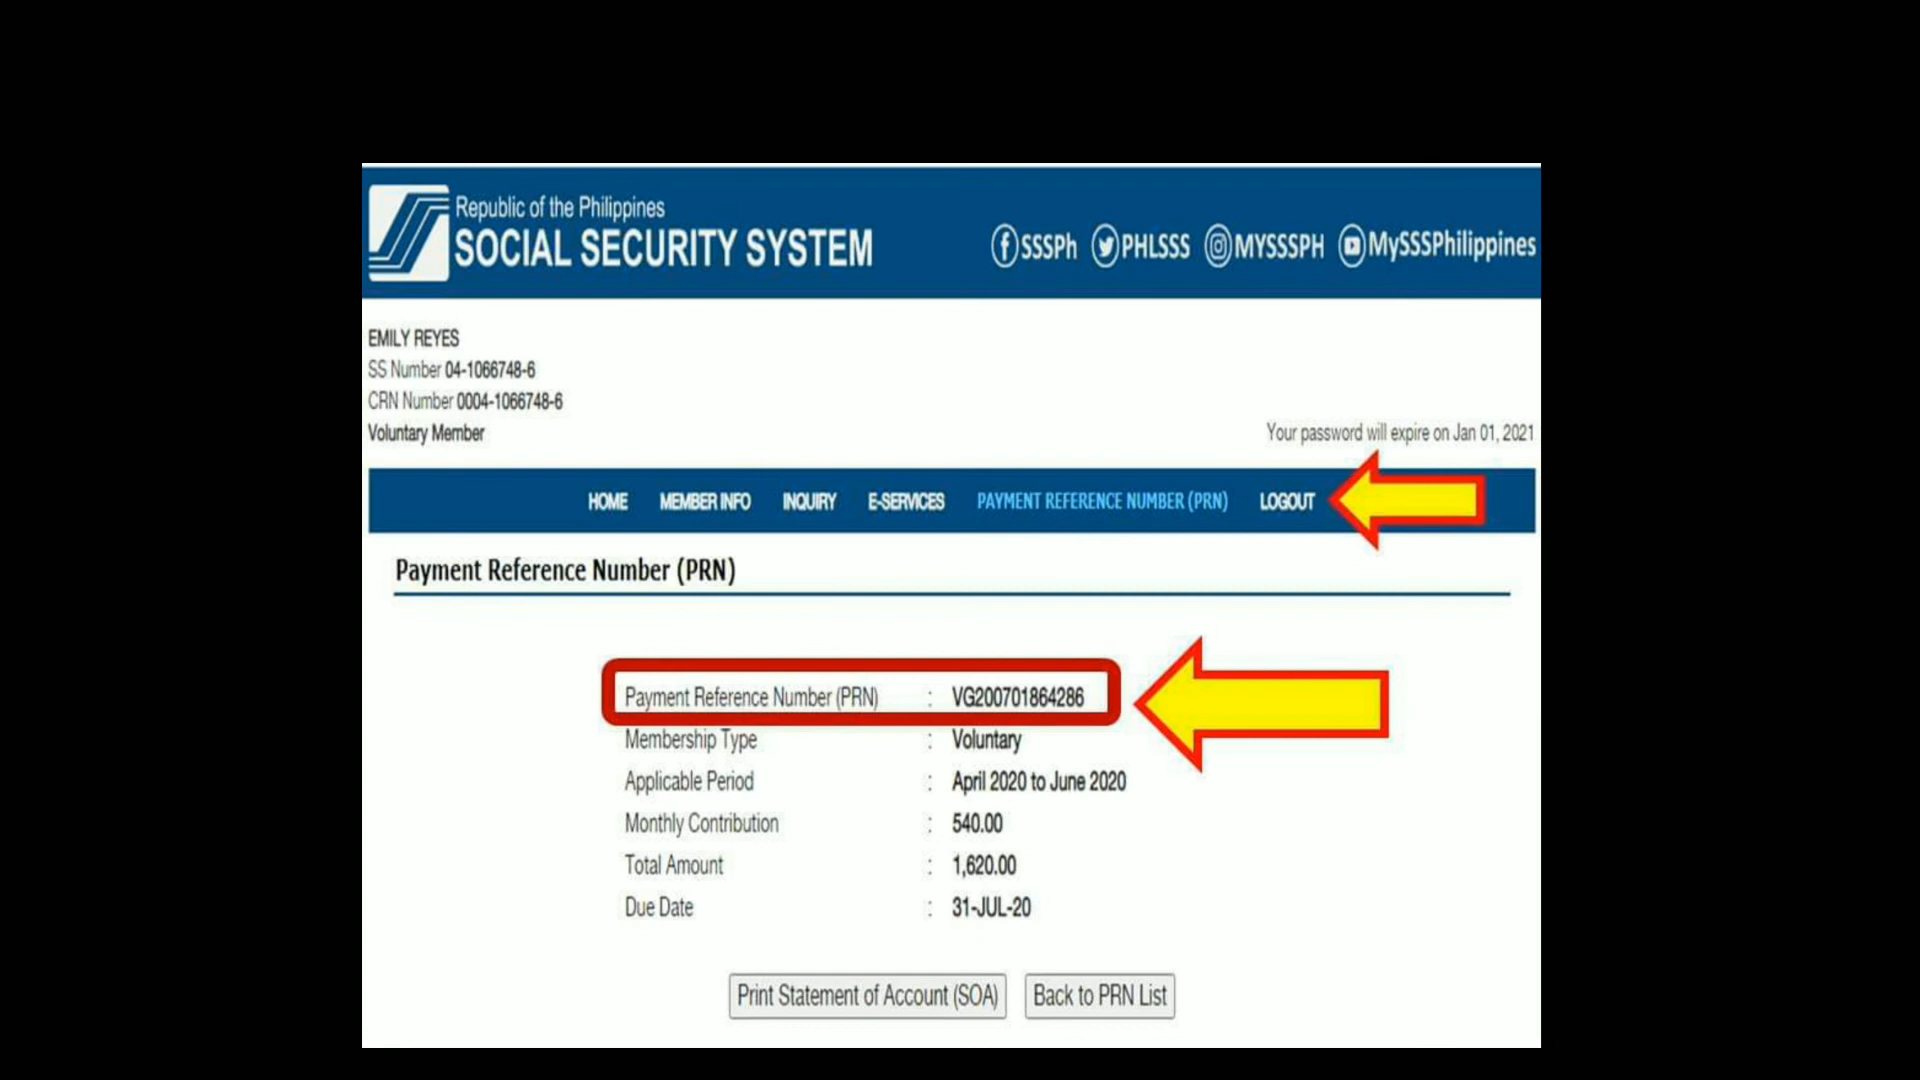 Republic of the Philippines
SOCIAL SECURITY SYSTEM
SSSPh PHLSSS MYSSSPH MySSSPhilippines
EMILY REYES
SS Number 04-1066748-6
CRN Number 0004-1066748-6
Voluntary Member
Your password will expire on Jan 01, 2021
HOME MEMBER INFO INQUIRY E-SERVICES PAYMENT REFERENCE NUMBER (PRN) LOGOUT
Payment Reference Number (PRN)
Payment Reference Number (PRN) : VG200701864286
Membership Type : Voluntary
Applicable Period : April 2020 to June 2020
Monthly Contribution : 540.00
Total Amount : 1,620.00
Due Date : 31-JUL-20
Print Statement of Account (SOA) Back to PRN List